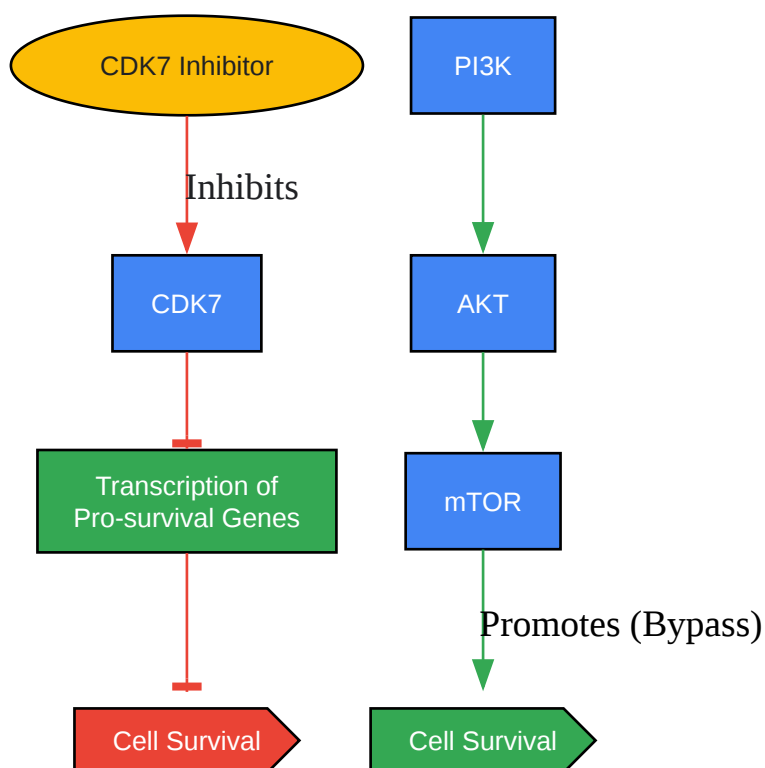 CDK7 Inhibitor
PI3K
Inhibits
CDK7
AKT
Transcription of
Pro-survival Genes
mTOR
Promotes (Bypass)
Cell Survival
Cell Survival